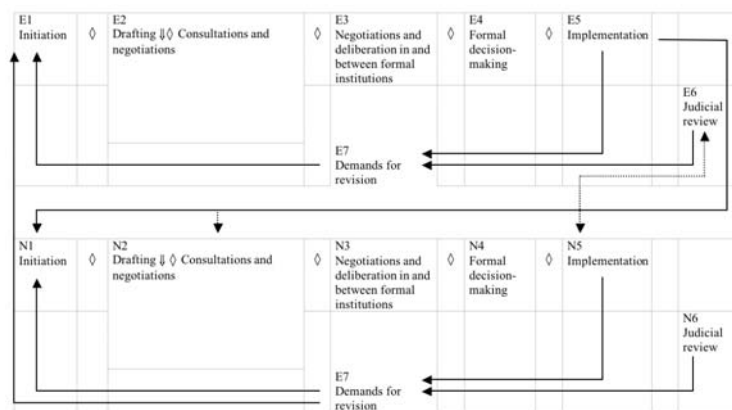 E1
Initiation
◊
E2
Drafting ⇓◊ Consultations and
negotiations
◊
E3
Negotiations and
deliberation in and
between formal
institutions
◊
E4
Formal
decision-
making
◊
E5
Implementation
E6
Judicial
review
E7
Demands for
revision
N1
Initiation
◊
N2
Drafting ⇓ ◊ Consultations and
negotiations
◊
N3
Negotiations and
deliberation in and
between formal
institutions
◊
N4
Formal
decision-
making
◊
N5
Implementation
N6
Judicial
review
E7
Demands for
revision